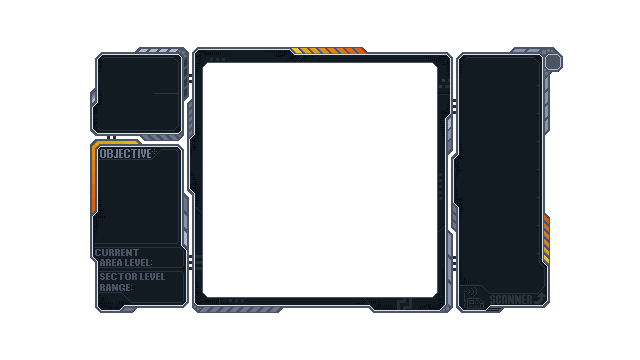 OBJECTIVE
CURRENT
AREA LEVEL:
SECTOR LEVEL
RANGE:
SCANNER